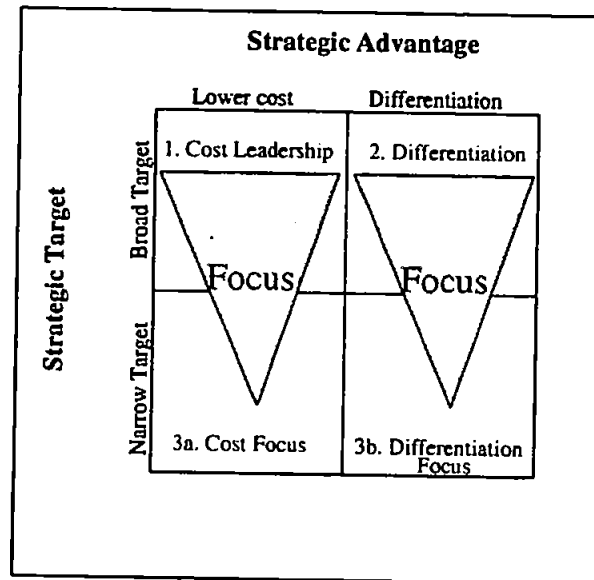 Strategic Advantage
Lower cost
Differentiation
Strategic Target
Broad Target
1. Cost Leadership
2. Differentiation
Focus
Focus
Narrow Target
3a. Cost Focus
3b. Differentiation
Focus